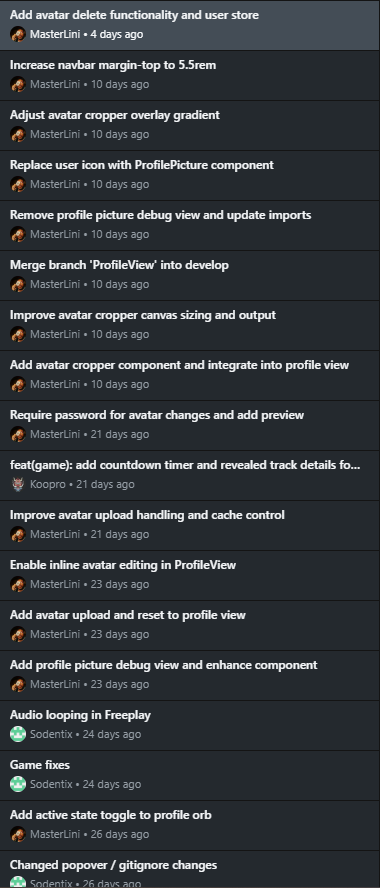 Add avatar delete functionality and user store
MasterLini • 4 days ago
Increase navbar margin-top to 5.5rem
MasterLini • 10 days ago
Adjust avatar cropper overlay gradient
MasterLini • 10 days ago
Replace user icon with ProfilePicture component
MasterLini • 10 days ago
Remove profile picture debug view and update imports
MasterLini • 10 days ago
Merge branch 'ProfileView' into develop
MasterLini • 10 days ago
Improve avatar cropper canvas sizing and output
MasterLini • 10 days ago
Add avatar cropper component and integrate into profile view
MasterLini • 10 days ago
Require password for avatar changes and add preview
MasterLini • 21 days ago
feat(game): add countdown timer and revealed track details fo...
Koopro • 21 days ago
Improve avatar upload handling and cache control
MasterLini • 21 days ago
Enable inline avatar editing in ProfileView
MasterLini • 23 days ago
Add avatar upload and reset to profile view
MasterLini • 23 days ago
Add profile picture debug view and enhance component
MasterLini • 23 days ago
Audio looping in Freeplay
Sodentix • 24 days ago
Game fixes
Sodentix • 24 days ago
Add active state toggle to profile orb
MasterLini • 26 days ago
Changed popover / gitignore changes
Sodentix • 26 days ago